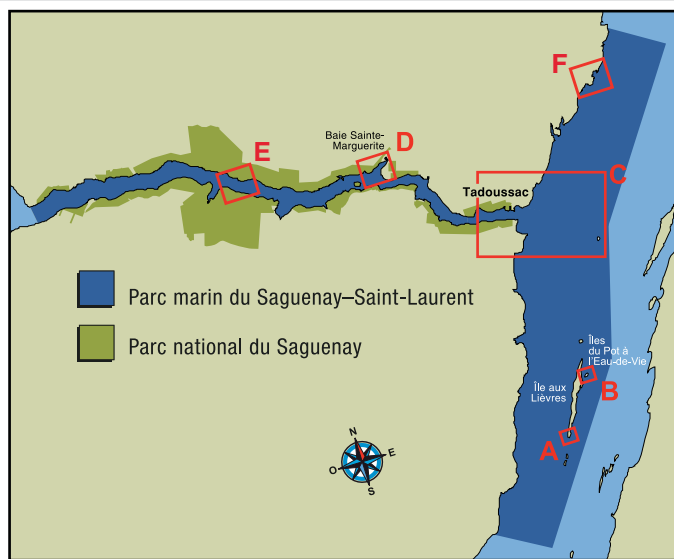 F
E
Baie Sainte-
Marguerite
D
C
Tadoussac
Parc marin du Saguenay–Saint-Laurent
Parc national du Saguenay
Îles
du Pot à
l'Eau-de-Vie
Île aux
Lièvres
B
A
N
E
O
S